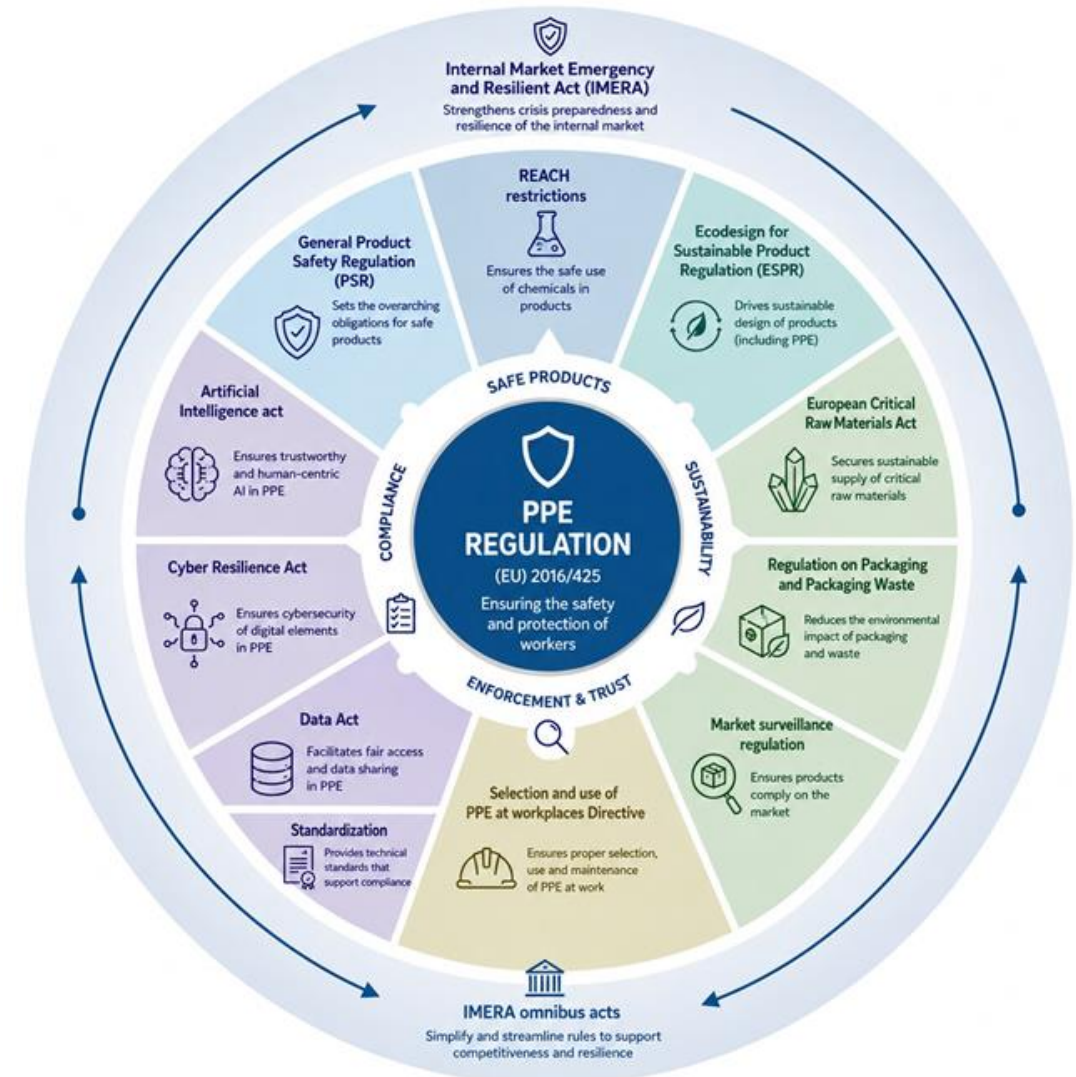 Internal Market Emergency
and Resilient Act (IMERA)
Strengthens crisis preparedness and
resilience of the internal market
REACH
restrictions
Ensures the safe use
of chemicals in
products
Ecodesign for
Sustainable Product
Regulation (ESPR)
Drives sustainable
design of products
(including PPE)
European Critical
Raw Materials Act
Secures sustainable
supply of critical
raw materials
Regulation on Packaging
and Packaging Waste
Reduces the environmental
impact of packaging
and waste
Market surveillance
regulation
Ensures products
comply on the
market
Selection and use of
PPE at workplaces Directive
Ensures proper selection,
use and maintenance
of PPE at work
Standardization
Provides technical
standards that
support compliance
Data Act
Facilitates fair access
and data sharing
in PPE
Cyber Resilience Act
Ensures cybersecurity
of digital elements
in PPE
Artificial
Intelligence act
Ensures trustworthy
and human-centric
AI in PPE
General Product
Safety Regulation
(PSR)
Sets the overarching
obligations for safe
products
SAFE PRODUCTS
SUSTAINABILITY
ENFORCEMENT & TRUST
COMPLIANCE
PPE
REGULATION
(EU) 2016/425
Ensuring the safety
and protection of
workers
IMERA omnibus acts
Simplify and streamline rules to support
competitiveness and resilience